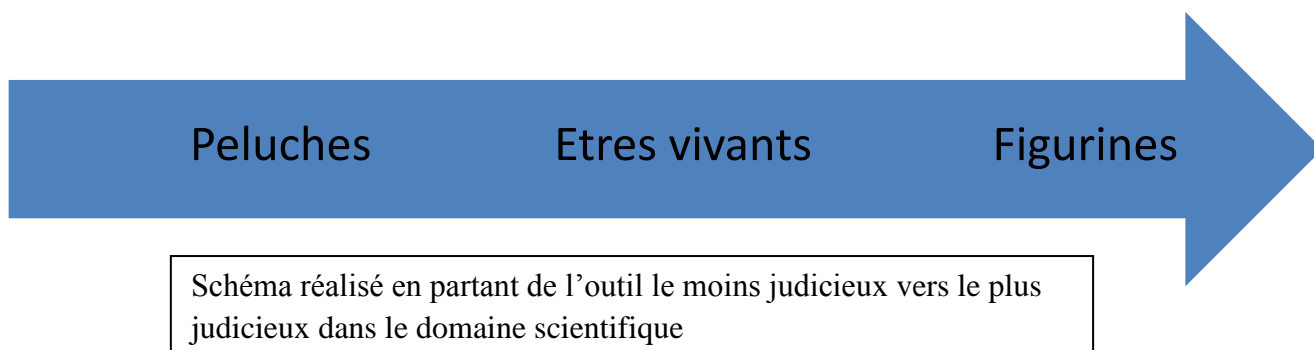 Peluches Etres vivants Figurines
Schéma réalisé en partant de l’outil le moins judicieux vers le plus
judicieux dans le domaine scientifique